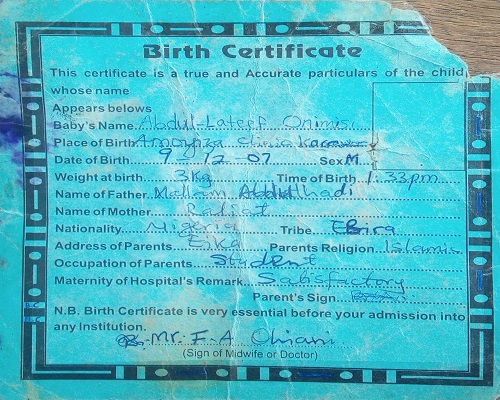 Birth Certificate
This certificate is a true and Accurate particulars of the child,
whose name
Appears belows
Baby's Name Abdul-Lateef Onimisi
Place of Birth clinic
Date of Birth 9-12-07 Sex M
Weight at birth 3kg Time of Birth 1:33pm
Name of Father Mallam Abdulhadi
Name of Mother Rafiat
Nationality Nigeria Tribe Ebira
Address of Parents Eika Parents Religion Islamic
Occupation of Parents Student
Maternity of Hospital's Remark Satisfactory
Parent's Sign
N.B. Birth Certificate is very essential before your admission into
any Institution.
Mr. F. A
(Sign of Midwife or Doctor)